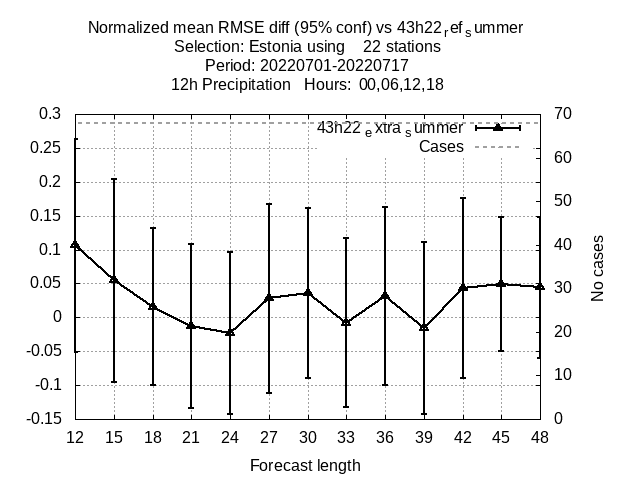 Normalized mean RMSE diff (95% conf) vs 43h22refsummer
Selection: Estonia using 22 stations
Period: 20220701-20220717
12h Precipitation Hours: 00,06,12,18
0.3 70
43h22extrasummer
Cases
0.25 60
0.2
50
0.15
0.1 40
0.05 30
0
20
-0.05
-0.1 10
-0.15 0
No cases
12 15 18 21 24 27 30 33 36 39 42 45 48
Forecast length